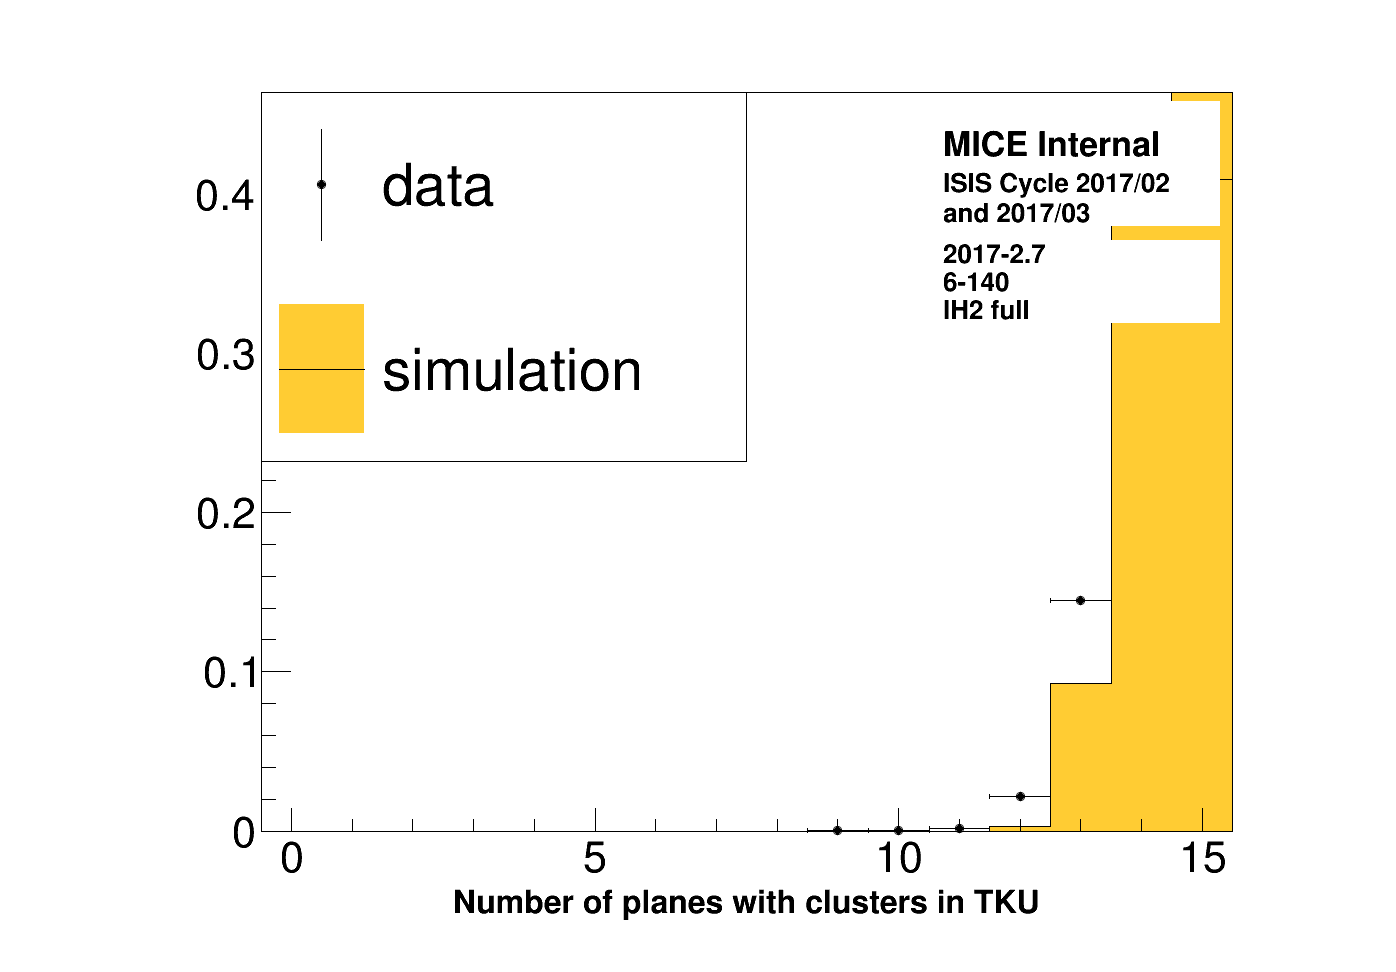 data
simulation
MICE Internal
ISIS Cycle 2017/02
and 2017/03
2017-2.7
6-140
lH2 full
0.4
0.3
0.2
0.1
0
0 5 10 15
Number of planes with clusters in TKU